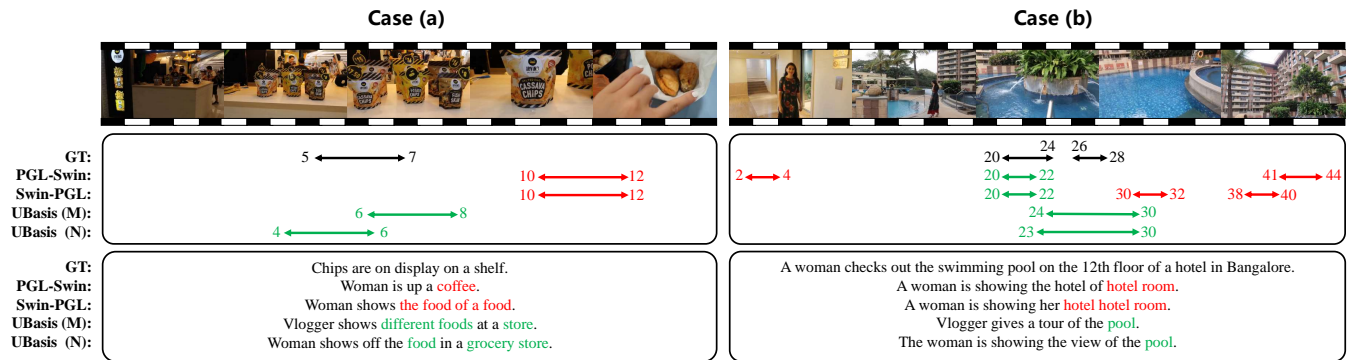 Case (a)
Case (b)
CASSAVA CHIPS
CASSAVA CHIPS
GT: 5 7 20 24 26 28
PGL-Swin: 10 12 2 4 20 22 41 44
Swin-PGL: 10 12 20 22 30 32 38 40
UBasis (M): 6 8 24 30
UBasis (N): 4 6 23 30
GT: Chips are on display on a shelf. A woman checks out the swimming pool on the 12th floor of a hotel in Bangalore.
PGL-Swin: Woman is up a coffee. A woman is showing the hotel of hotel room.
Swin-PGL: Woman shows the food of a food. A woman is showing her hotel hotel room.
UBasis (M): Vlogger shows different foods at a store. Vlogger gives a tour of the pool.
UBasis (N): Woman shows off the food in a grocery store. The woman is showing the view of the pool.